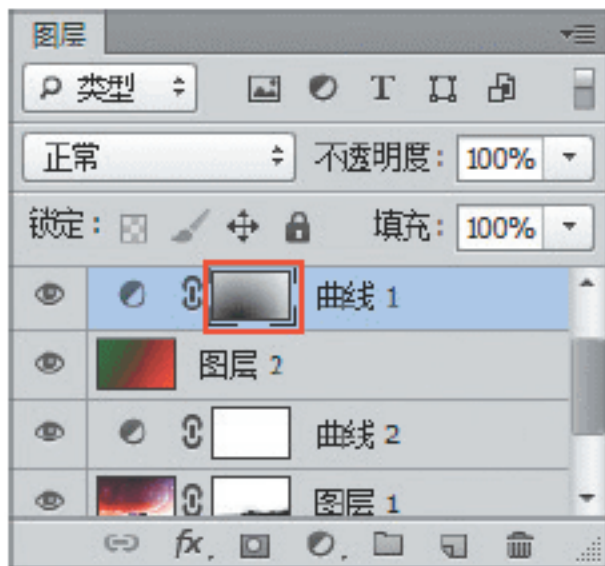 图层
类型
正常 不透明度: 100%
锁定: 填充: 100%
曲线 1
图层 2
曲线 2
图层 1
fx